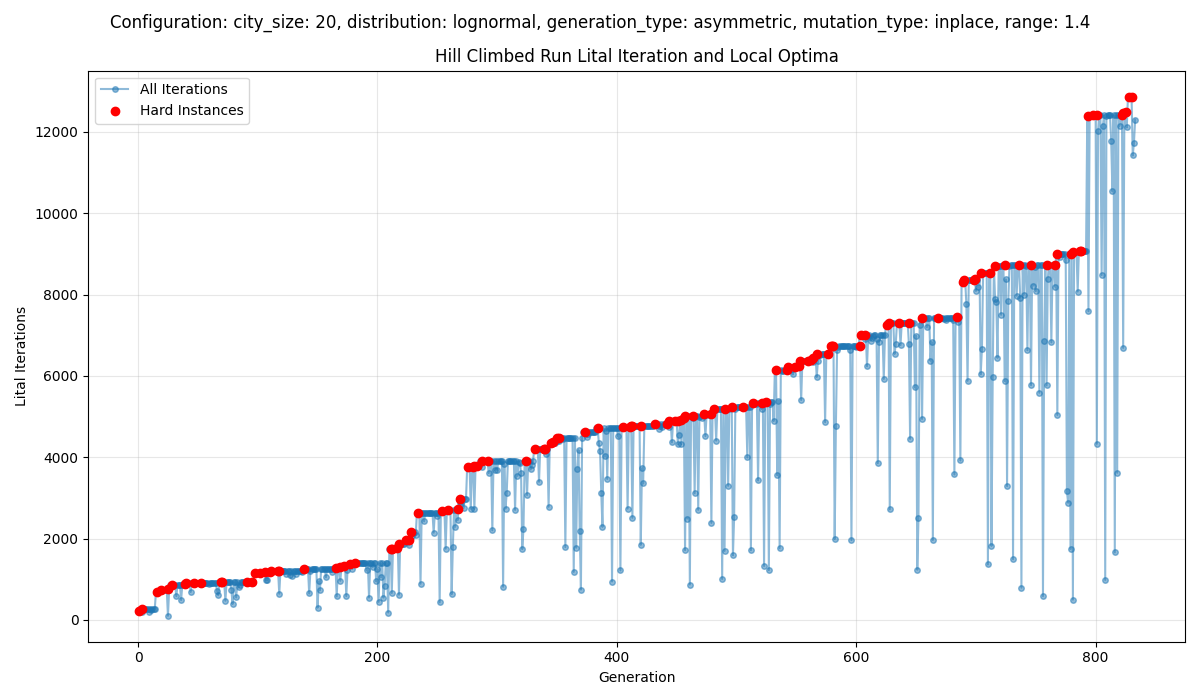 Configuration: city_size: 20, distribution: lognormal, generation_type: asymmetric, mutation_type: inplace, range: 1.4
Hill Climbed Run Lital Iteration and Local Optima
All Iterations
Hard Instances
12000
10000
8000
6000
4000
2000
0
Lital Iterations
0 200 400 600 800
Generation